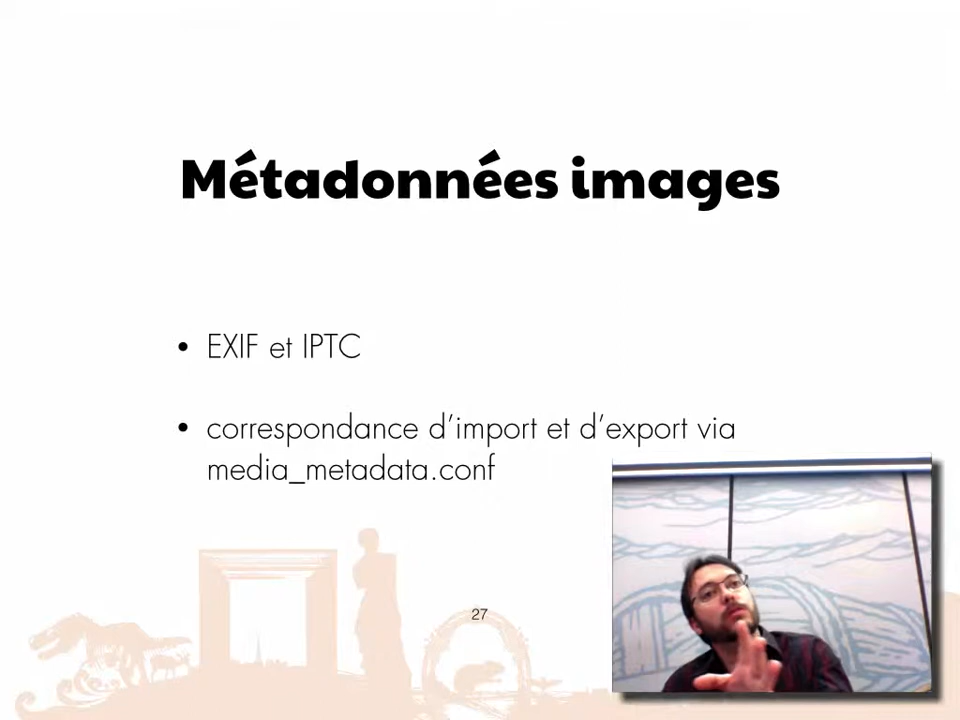 Métadonnées images
• EXIF et IPTC
• correspondance d’import et d’export via
media_metadata.conf
27